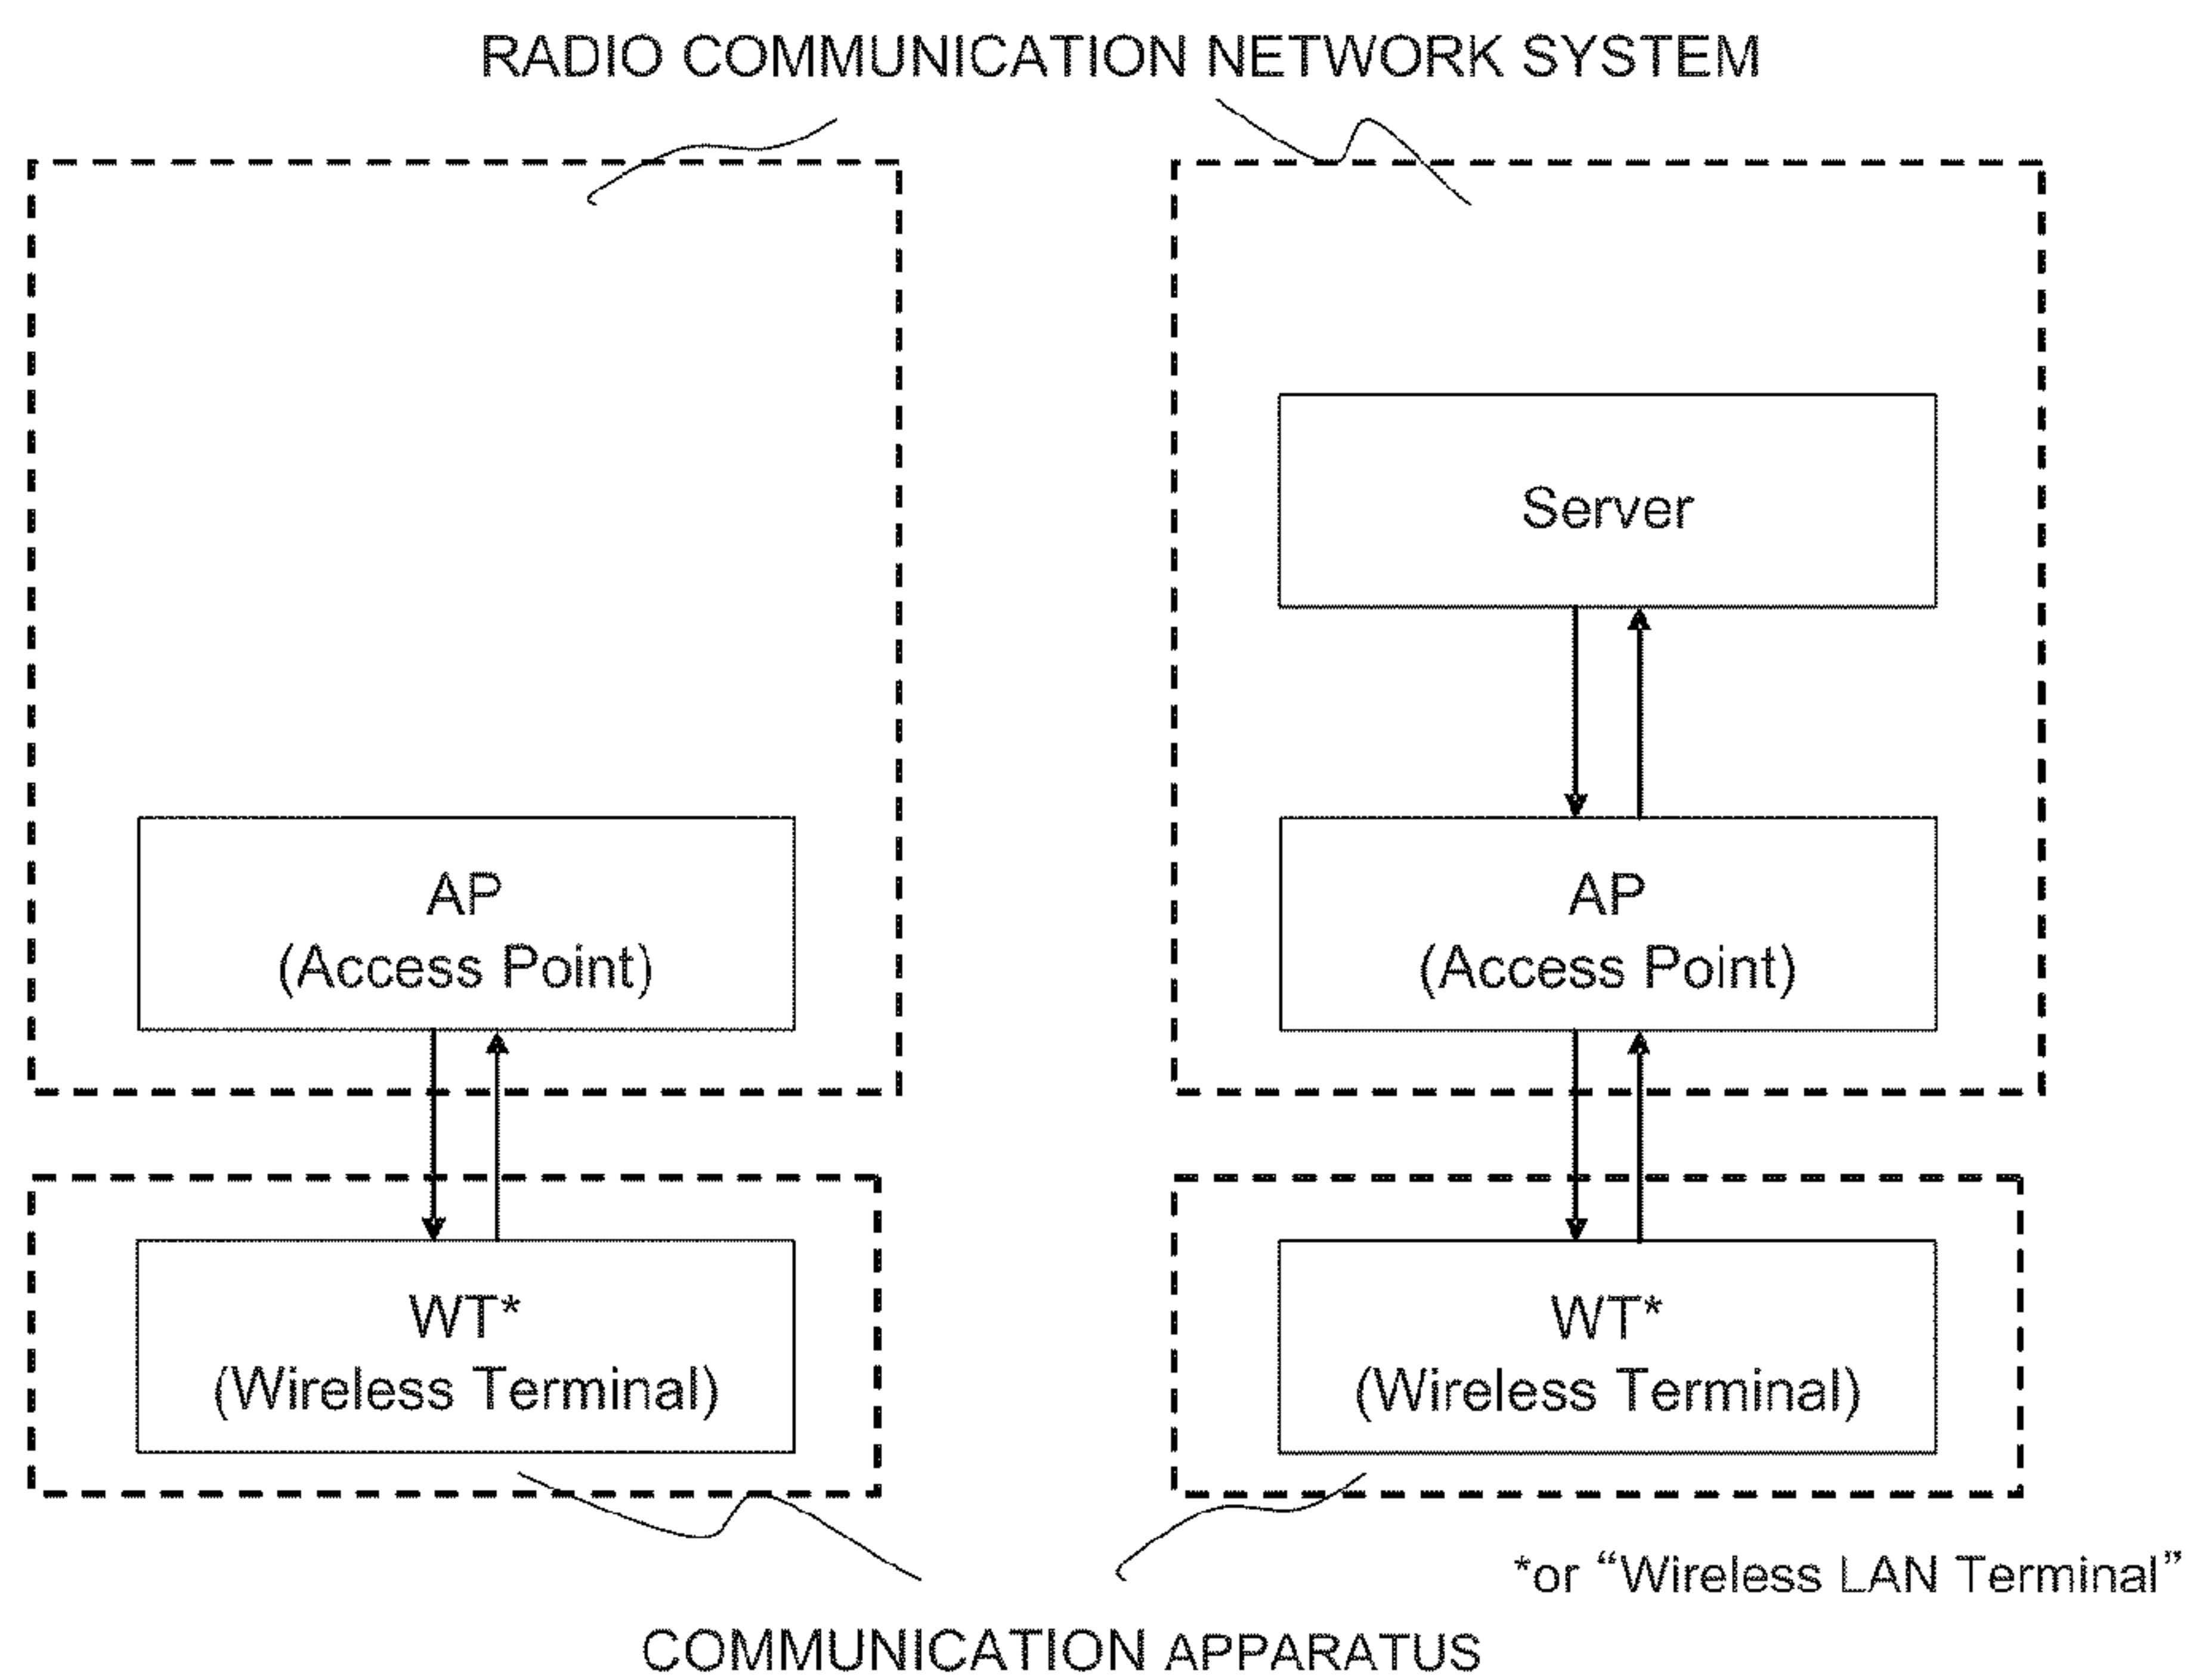 RADIO COMMUNICATION NETWORK SYSTEM
Server
AP
(Access Point)
AP
(Access Point)
WT*
(Wireless Terminal)
WT*
(Wireless Terminal)
*or “Wireless LAN Terminal”
COMMUNICATION APPARATUS